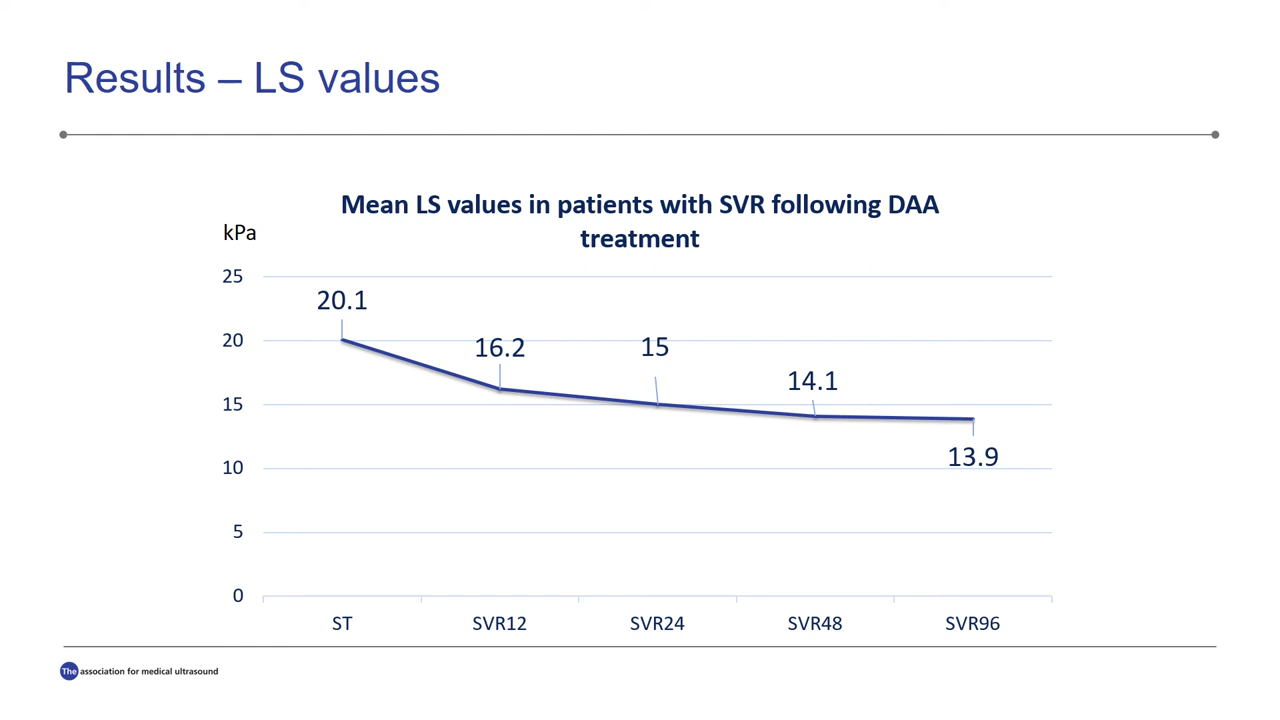 Results – LS values
Mean LS values in patients with SVR following DAA
treatment
kPa
25
20
15
10
5
0
20.1
16.2
15
14.1
13.9
ST
SVR12
SVR24
SVR48
SVR96
The association for medical ultrasound